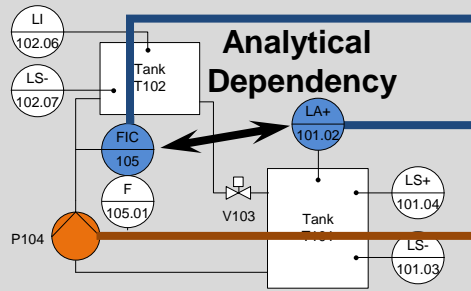 LI
102.06
Analytical
Dependency
Tank
T102
LS-
102.07
LA+
101.02
FIC
105
F
105.01
LS+
101.04
V103
Tank
P104
LS-
101.03